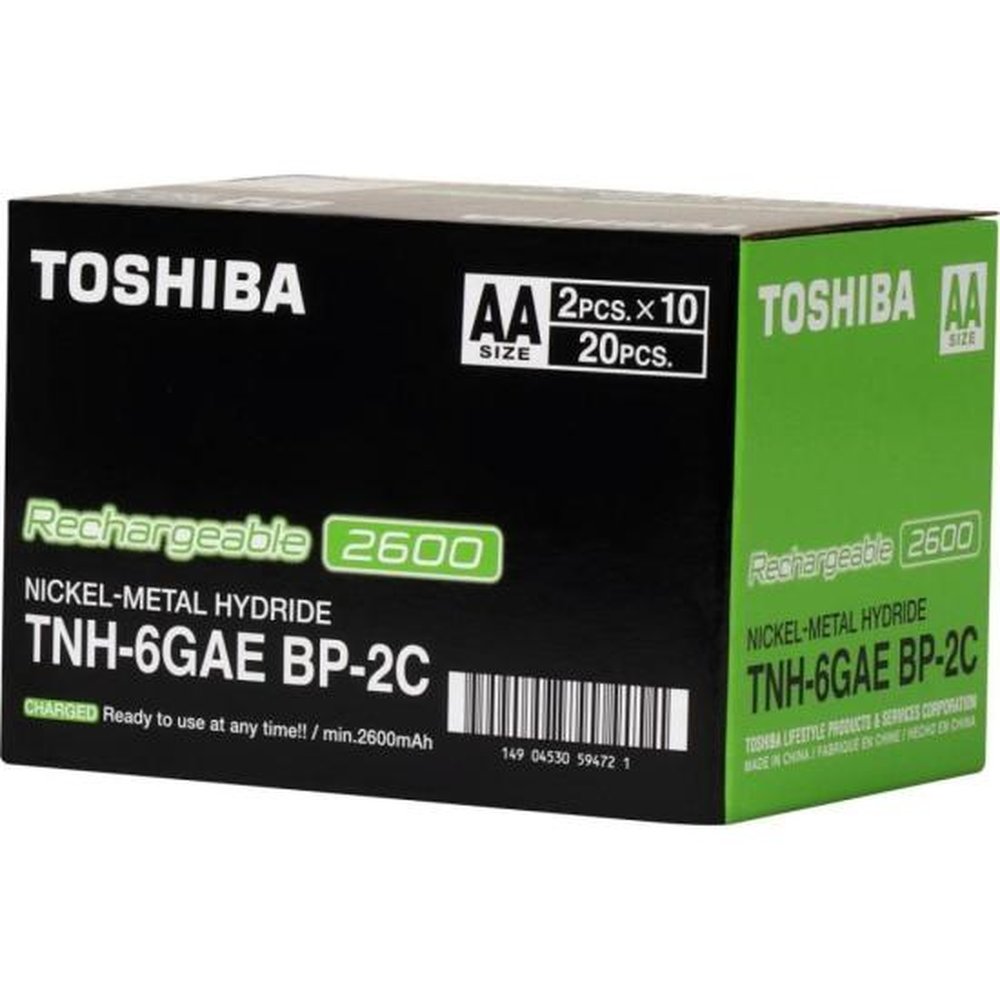 TOSHIBA
AA
SIZE
2PCS.×10
20PCS.
Rechargeable 2600
NICKEL-METAL HYDRIDE
TNH-6GAE BP-2C
CHARGED Ready to use at any time!! / min.2600mAh
149 04530 59472 1
TOSHIBA
AA
SIZE
Rechargeable 2600
NICKEL-METAL HYDRIDE
TNH-6GAE BP-2C
TOSHIBA LIFESTYLE PRODUCTS & SERVICES CORPORATION
MADE IN CHINA / FABRIQUÉ EN CHINE / HECHO EN CHINA